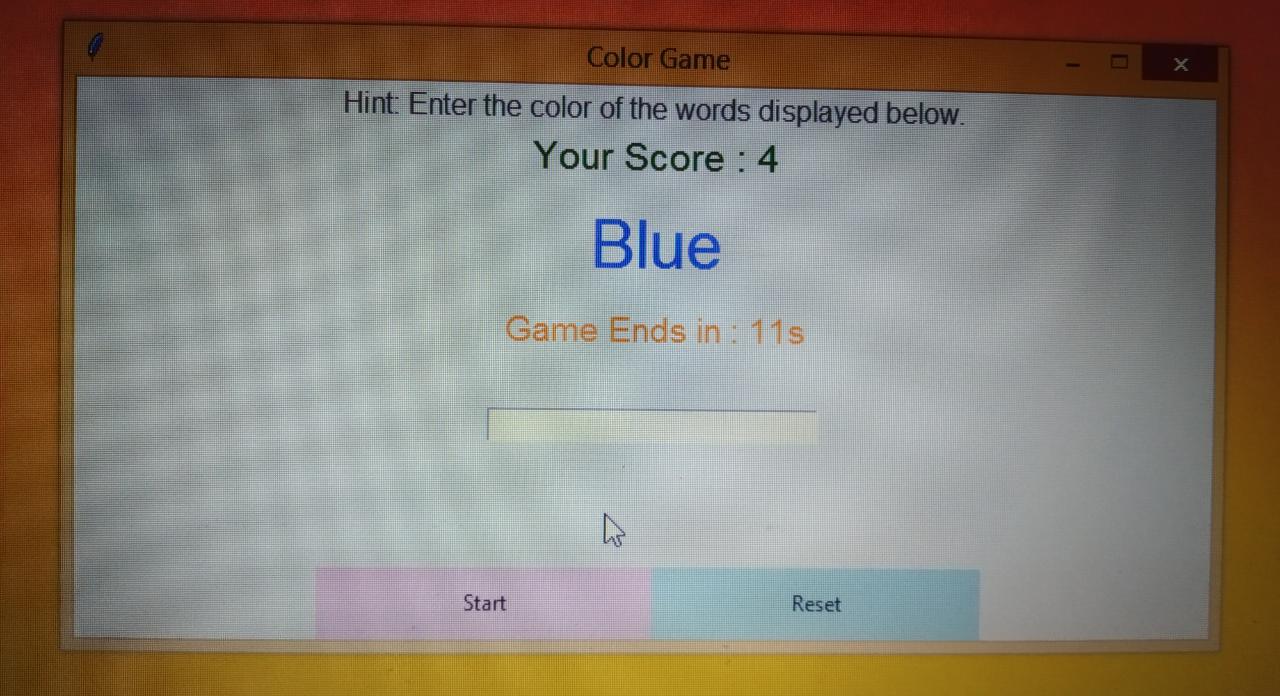 Color Game
Hint: Enter the color of the words displayed below.
Your Score : 4
Blue
Game Ends in : 11s
Start
Reset